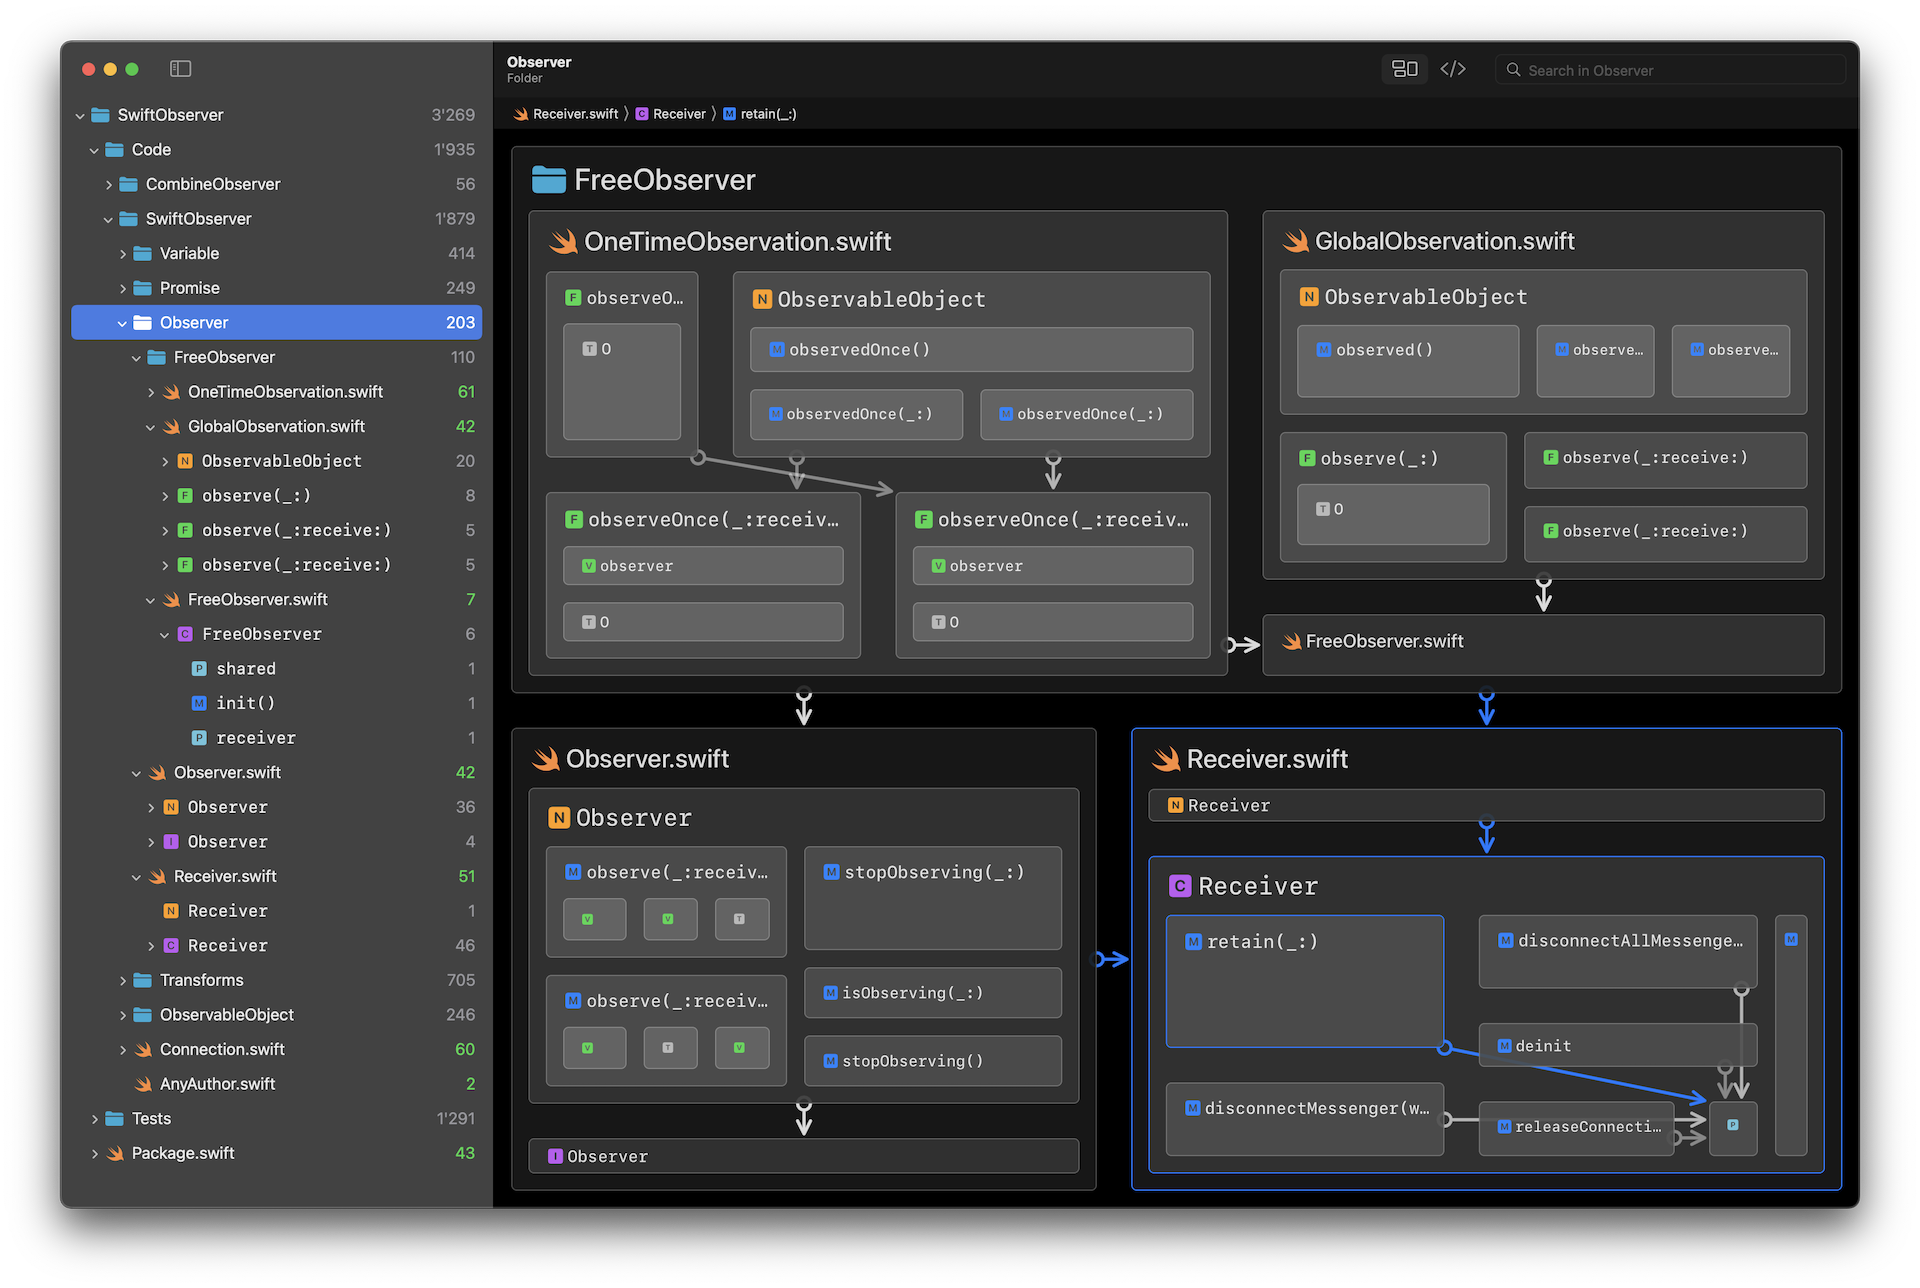 SwiftObserver 3'269
Code 1'935
CombineObserver 56
SwiftObserver 1'879
Variable 414
Promise 249
Observer 203
FreeObserver 110
OneTimeObservation.swift 61
GlobalObservation.swift 42
N ObservableObject 20
F observe(_:) 8
F observe(_:receive:) 5
F observe(_:receive:) 5
FreeObserver.swift 7
C FreeObserver 6
P shared 1
M init() 1
P receiver 1
Observer.swift 42
N Observer 36
I Observer 4
Receiver.swift 51
N Receiver 1
C Receiver 46
Transforms 705
ObservableObject 246
Connection.swift 60
AnyAuthor.swift 2
Tests 1'291
Package.swift 43
Observer
Folder
</> Search in Observer
Receiver.swift 〉 C Receiver 〉 M retain(_:)
FreeObserver
OneTimeObservation.swift
F observeO…
T O
N ObservableObject
M observedOnce()
M observedOnce(_:) M observedOnce(_:)
F observeOnce(_:receiv…
V observer
T O
F observeOnce(_:receiv…
V observer
T O
GlobalObservation.swift
N ObservableObject
M observed() M observe… M observe…
F observe(_:)
T O
F observe(_:receive:)
F observe(_:receive:)
FreeObserver.swift
Observer.swift
N Observer
M observe(_:receiv…
V V T
M observe(_:receiv…
V T V
M stopObserving(_:)
M isObserving(_:)
M stopObserving()
I Observer
Receiver.swift
N Receiver
C Receiver
M retain(_:)
M disconnectAllMessenge…
M
M deinit
M disconnectMessenger(w…
M releaseConnecti…
P